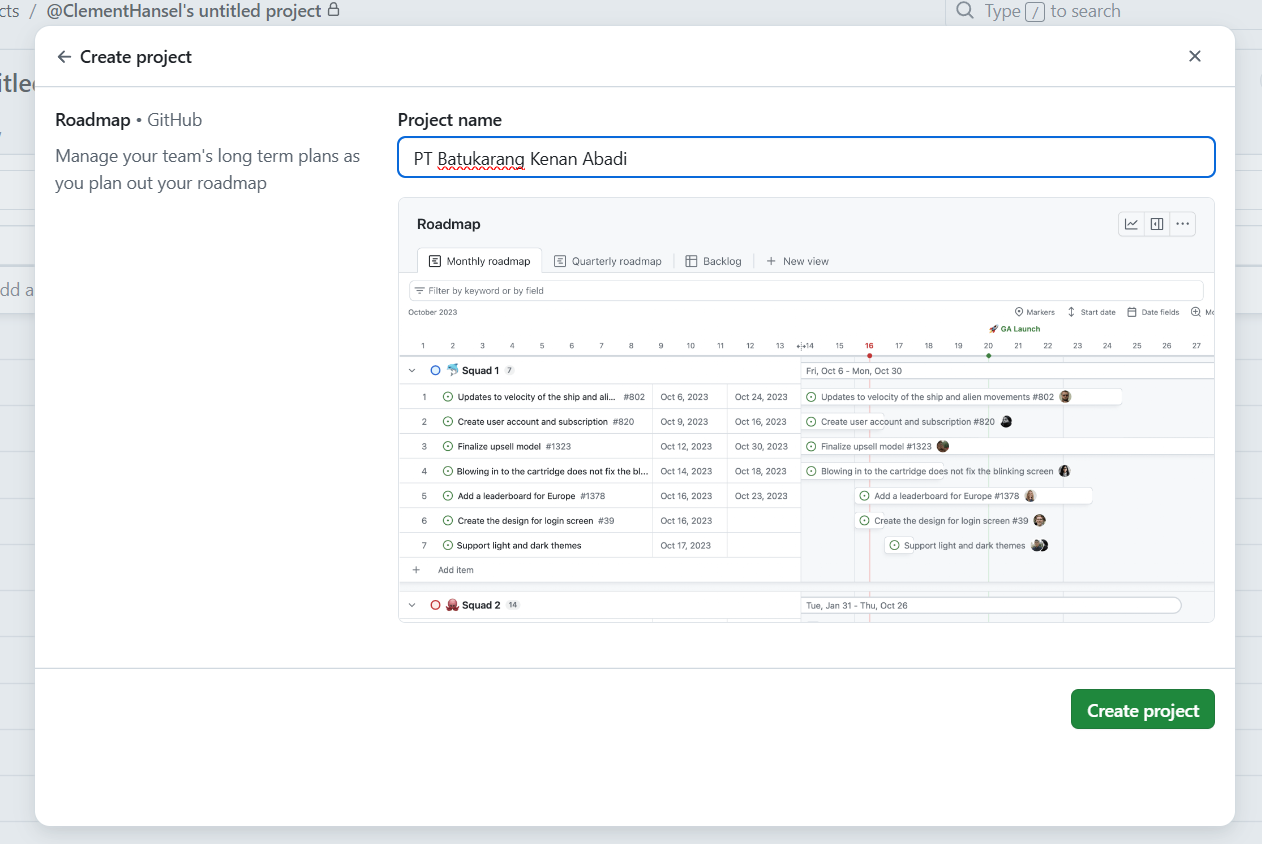 cts / @ClementHansel's untitled project
Type / to search
Create project
itled
Roadmap • GitHub
Manage your team's long term plans as
you plan out your roadmap
Project name
PT Batukarang Kenan Abadi
Roadmap
Monthly roadmap Quarterly roadmap Backlog + New view
Filter by keyword or by field
October 2023 Markers Start date Date fields Mo
GA Launch
1 2 3 4 5 6 7 8 9 10 11 12 13 14 15 16 17 18 19 20 21 22 23 24 25 26 27
Squad 1 7 Fri, Oct 6 - Mon, Oct 30
1 Updates to velocity of the ship and ali... #802 Oct 6, 2023 Oct 24, 2023 Updates to velocity of the ship and alien movements #802
2 Create user account and subscription #820 Oct 9, 2023 Oct 16, 2023 Create user account and subscription #820
3 Finalize upsell model #1323 Oct 12, 2023 Oct 30, 2023 Finalize upsell model #1323
4 Blowing in to the cartridge does not fix the bl... Oct 14, 2023 Oct 18, 2023 Blowing in to the cartridge does not fix the blinking screen
5 Add a leaderboard for Europe #1378 Oct 16, 2023 Oct 23, 2023 Add a leaderboard for Europe #1378
6 Create the design for login screen #39 Oct 16, 2023 Create the design for login screen #39
7 Support light and dark themes Oct 17, 2023 Support light and dark themes
+ Add item
Squad 2 14 Tue, Jan 31 - Thu, Oct 26
dd a
Create project